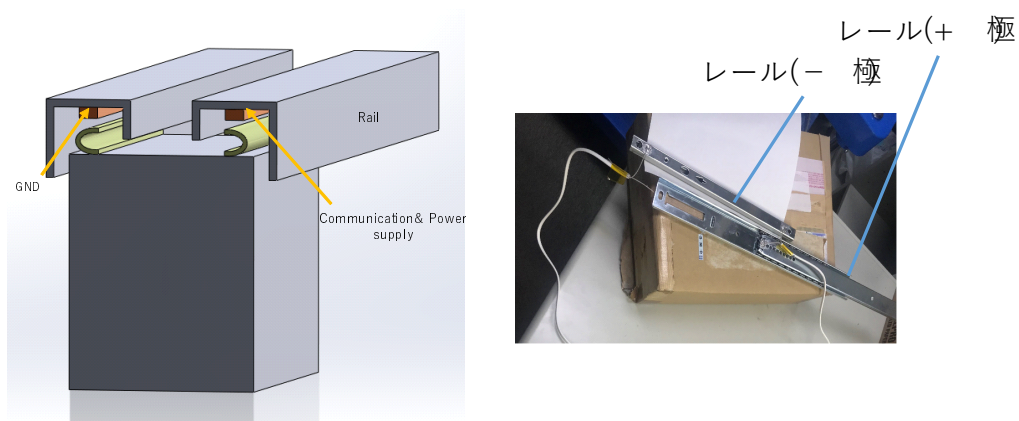 レール(+ 極)
レール(− 極)
Rail
GND
Communication& Power
supply